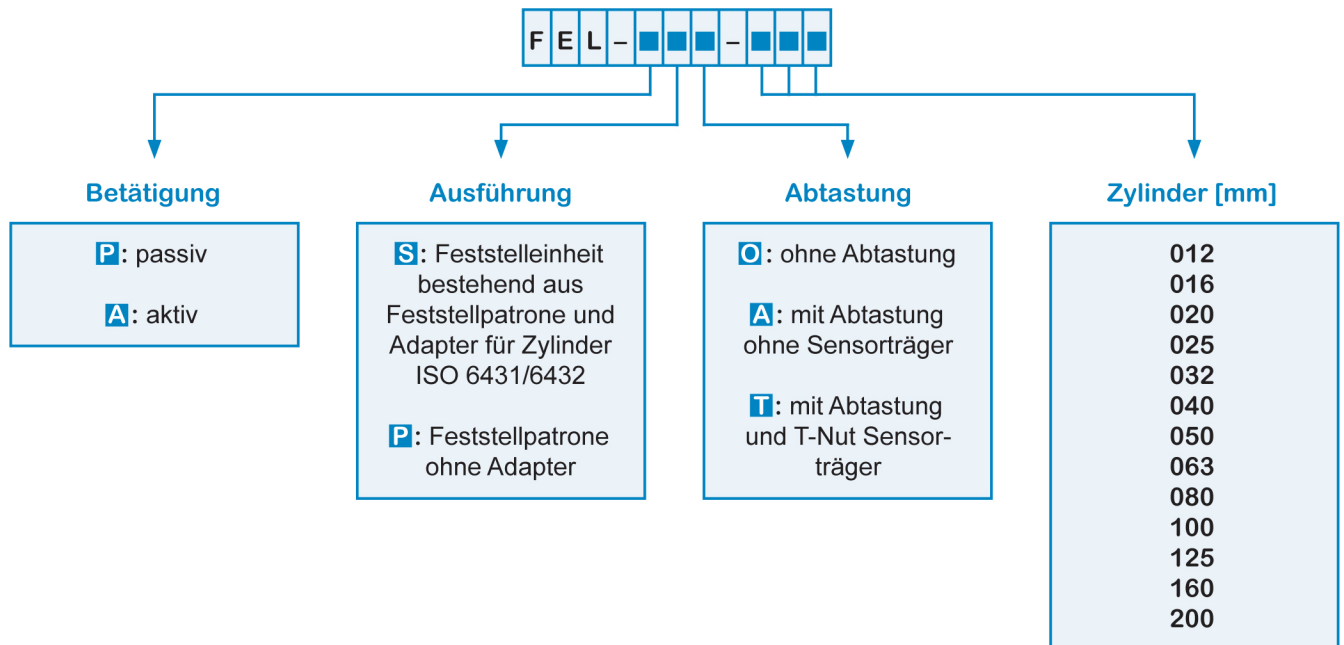 FEL-■■■-■■■
Betätigung
P: passiv
A: aktiv
Ausführung
S: Feststelleinheit
bestehend aus
Feststellpatrone und
Adapter für Zylinder
ISO 6431/6432
P: Feststellpatrone
ohne Adapter
Abtastung
O: ohne Abtastung
A: mit Abtastung
ohne Sensorträger
T: mit Abtastung
und T-Nut Sensor-
träger
Zylinder [mm]
012
016
020
025
032
040
050
063
080
100
125
160
200